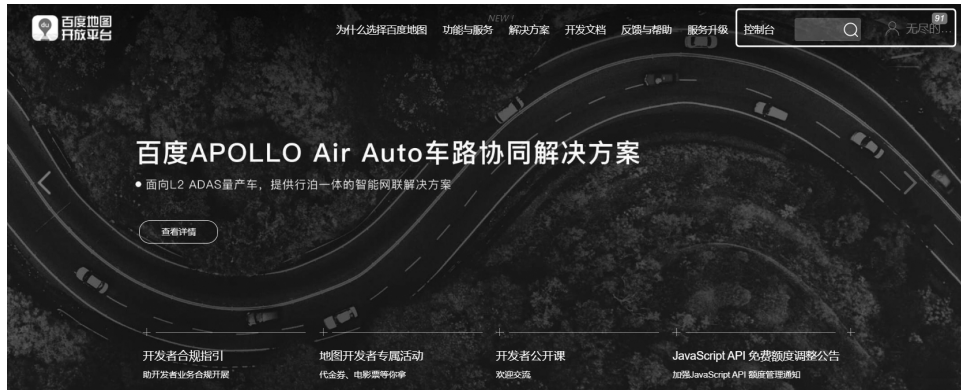 百度地图
开放平台
NEW!
为什么选择百度地图 功能与服务 解决方案 开发文档 反馈与帮助 服务升级 控制台
91
无尽的...
百度APOLLO Air Auto车路协同解决方案
面向L2 ADAS量产车，提供行泊一体的智能网联解决方案
查看详情
开发者合规指引
助开发者业务合规开展
地图开发者专属活动
代金券、电影票等你拿
开发者公开课
欢迎交流
JavaScript API 免费额度调整公告
加强JavaScript API 额度管理通知